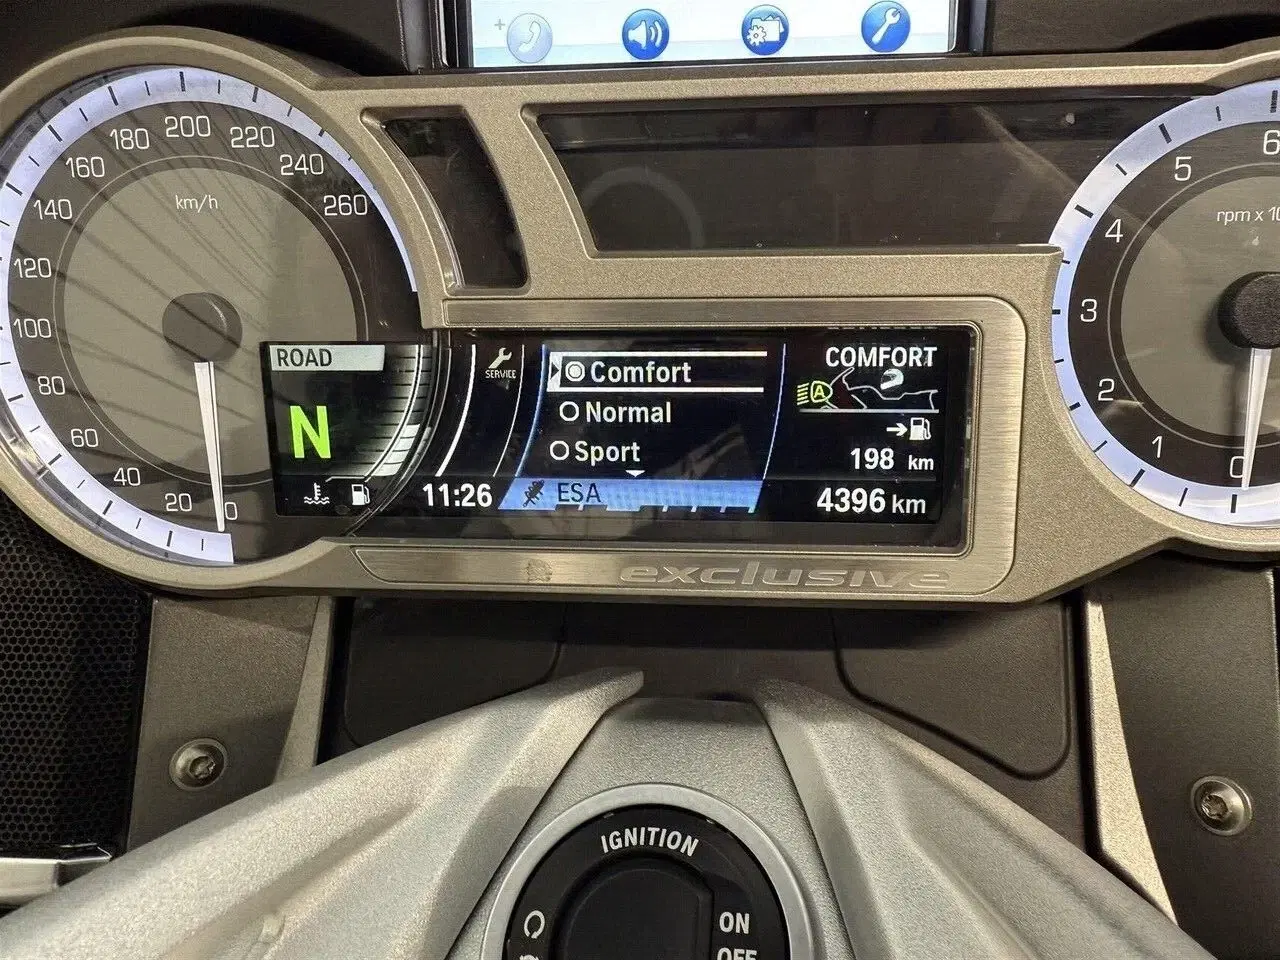 200
180
220
160
240
140
260
120
100
80
60
40
20
0
km/h
ROAD
N
SERVICE
11:26
Comfort
Normal
Sport
ESA
COMFORT
A
198 km
4396 km
exclusive
6
5
4
3
2
1
0
IGNITION
ON
OFF